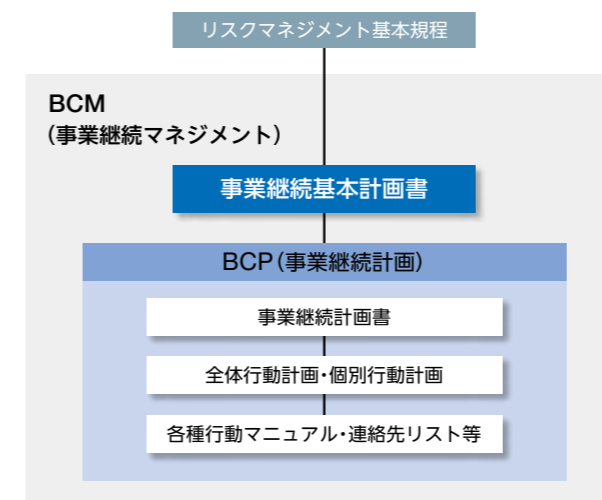 リスクマネジメント基本規程
BCM
（事業継続マネジメント）
事業継続基本計画書
BCP（事業継続計画）
事業継続計画書
全体行動計画・個別行動計画
各種行動マニュアル・連絡先リスト等